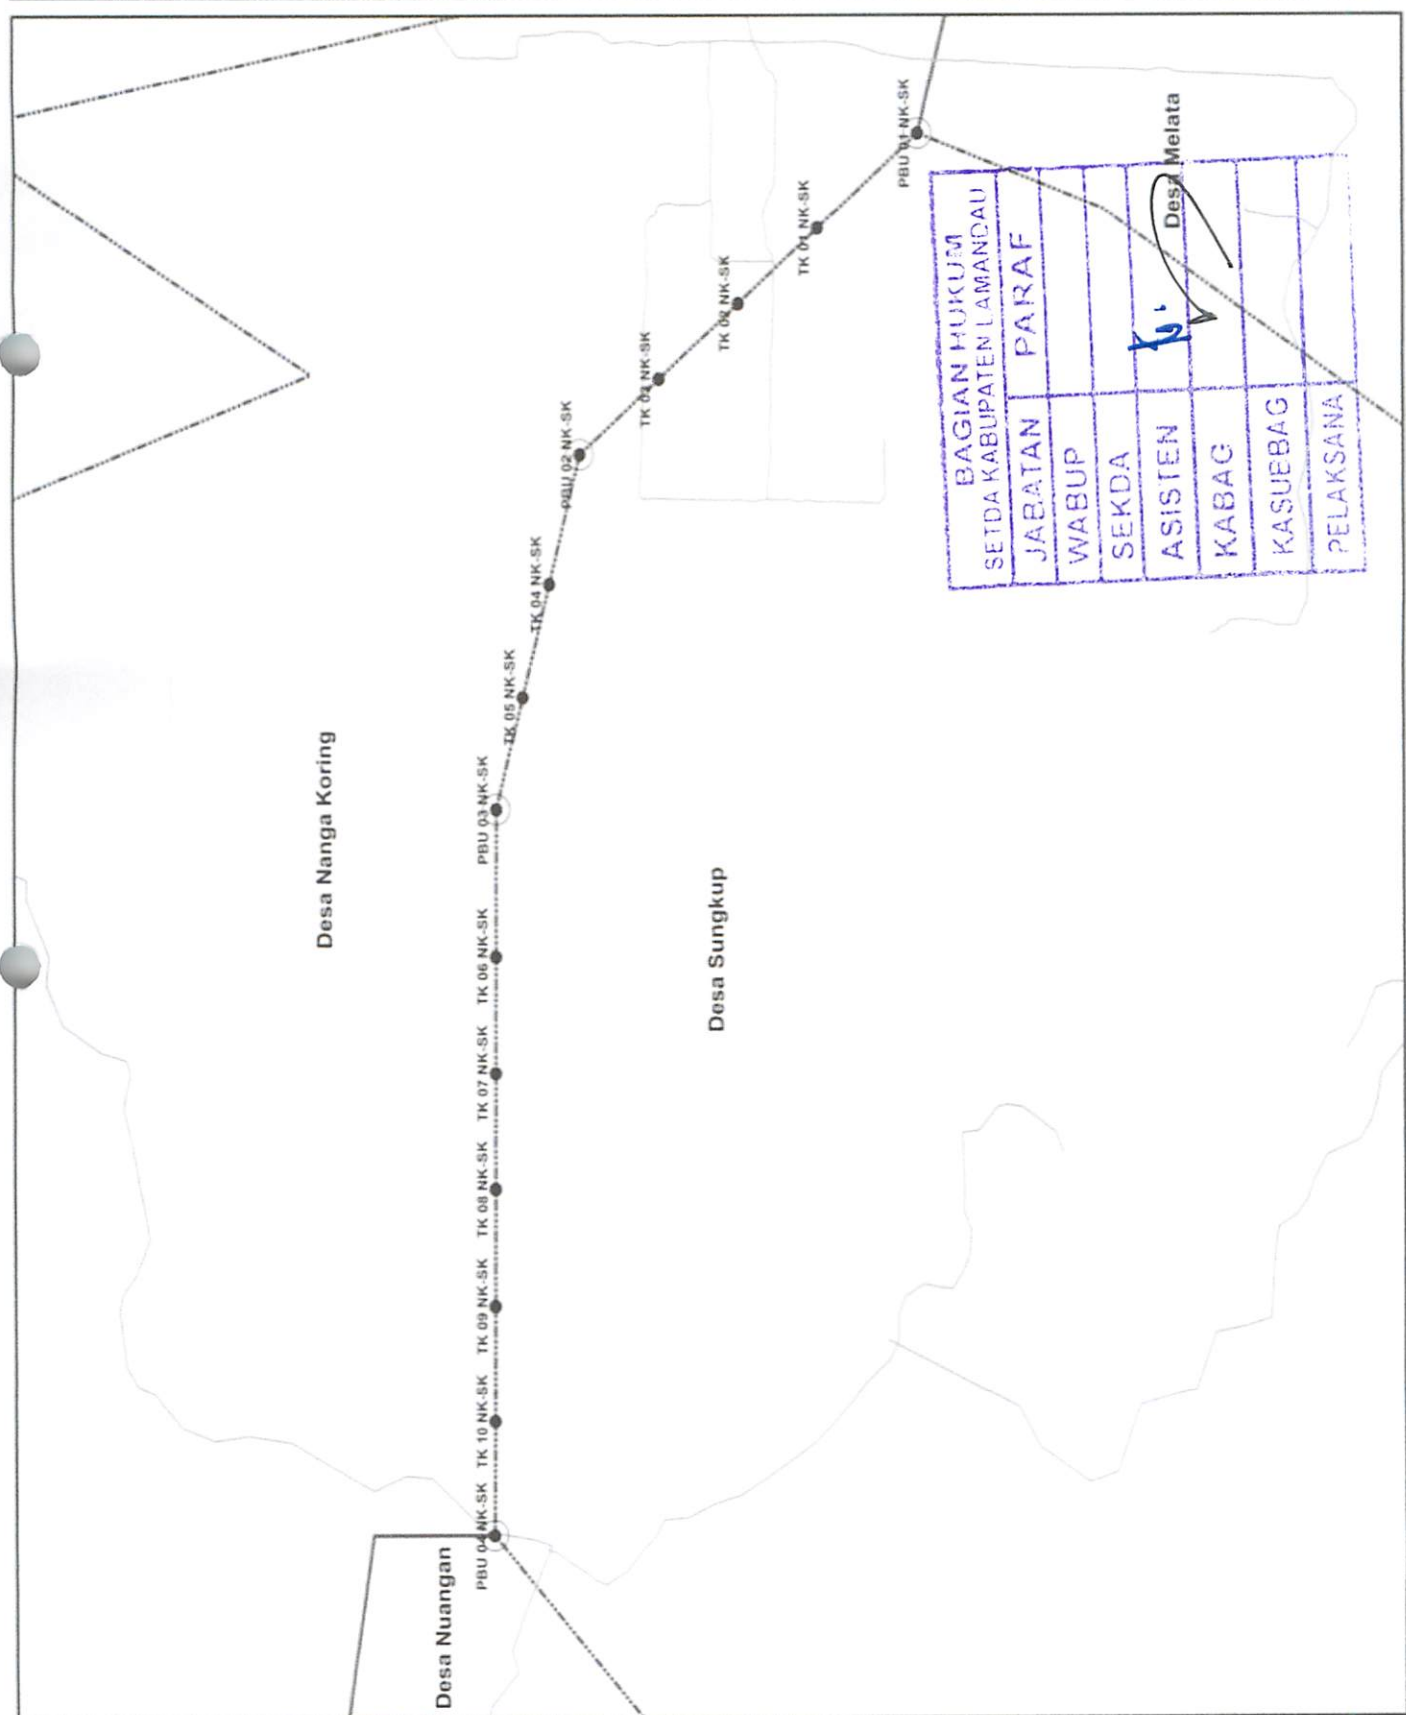 Desa Nanga Koring
Desa Sungkup
Desa Nuangan
Desa Melata
PBU 04 NK-SK
TK 10 NK-SK
TK 09 NK-SK
TK 08 NK-SK
TK 07 NK-SK
TK 06 NK-SK
PBU 03 NK-SK
TK 05 NK-SK
TK 04 NK-SK
PBU 02 NK-SK
TK 03 NK-SK
TK 02 NK-SK
TK 01 NK-SK
PBU 01 NK-SK
BAGIAN HUKUM
SETDA KABUPATEN LAMANDAU
JABATAN PARAF
WABUP
SEKDA
ASISTEN
KABAG
KASUBBAG
PELAKSANA